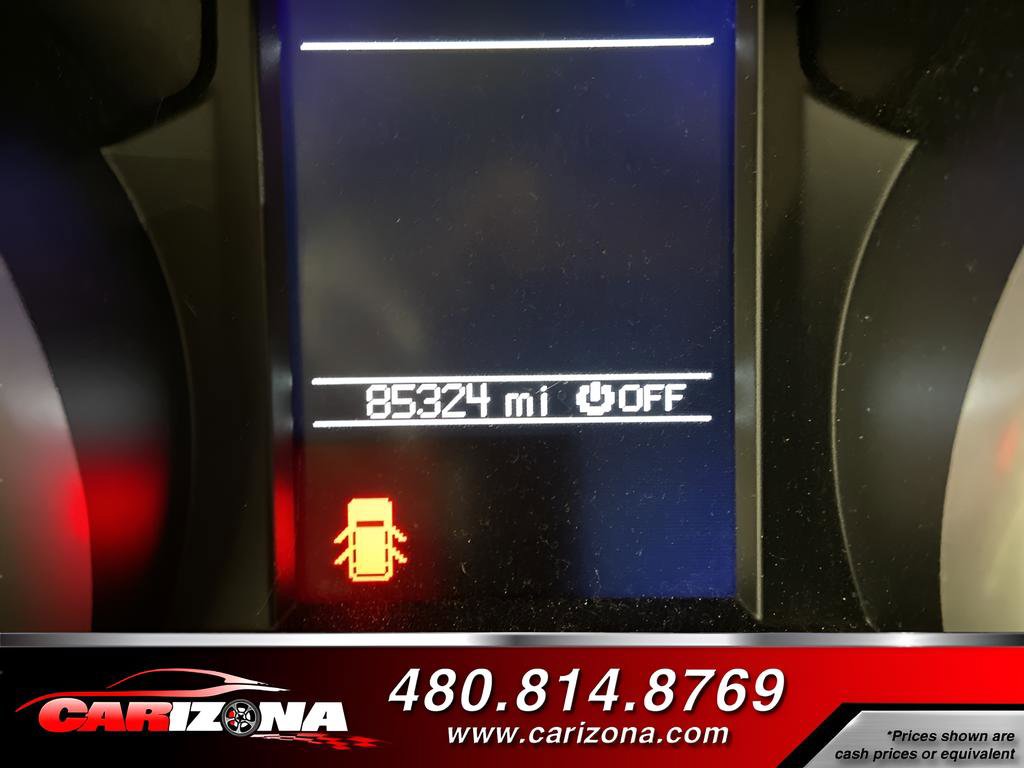 85324 mi OFF
CARIZONA
480.814.8769
www.carizona.com
*Prices shown are
cash prices or equivalent